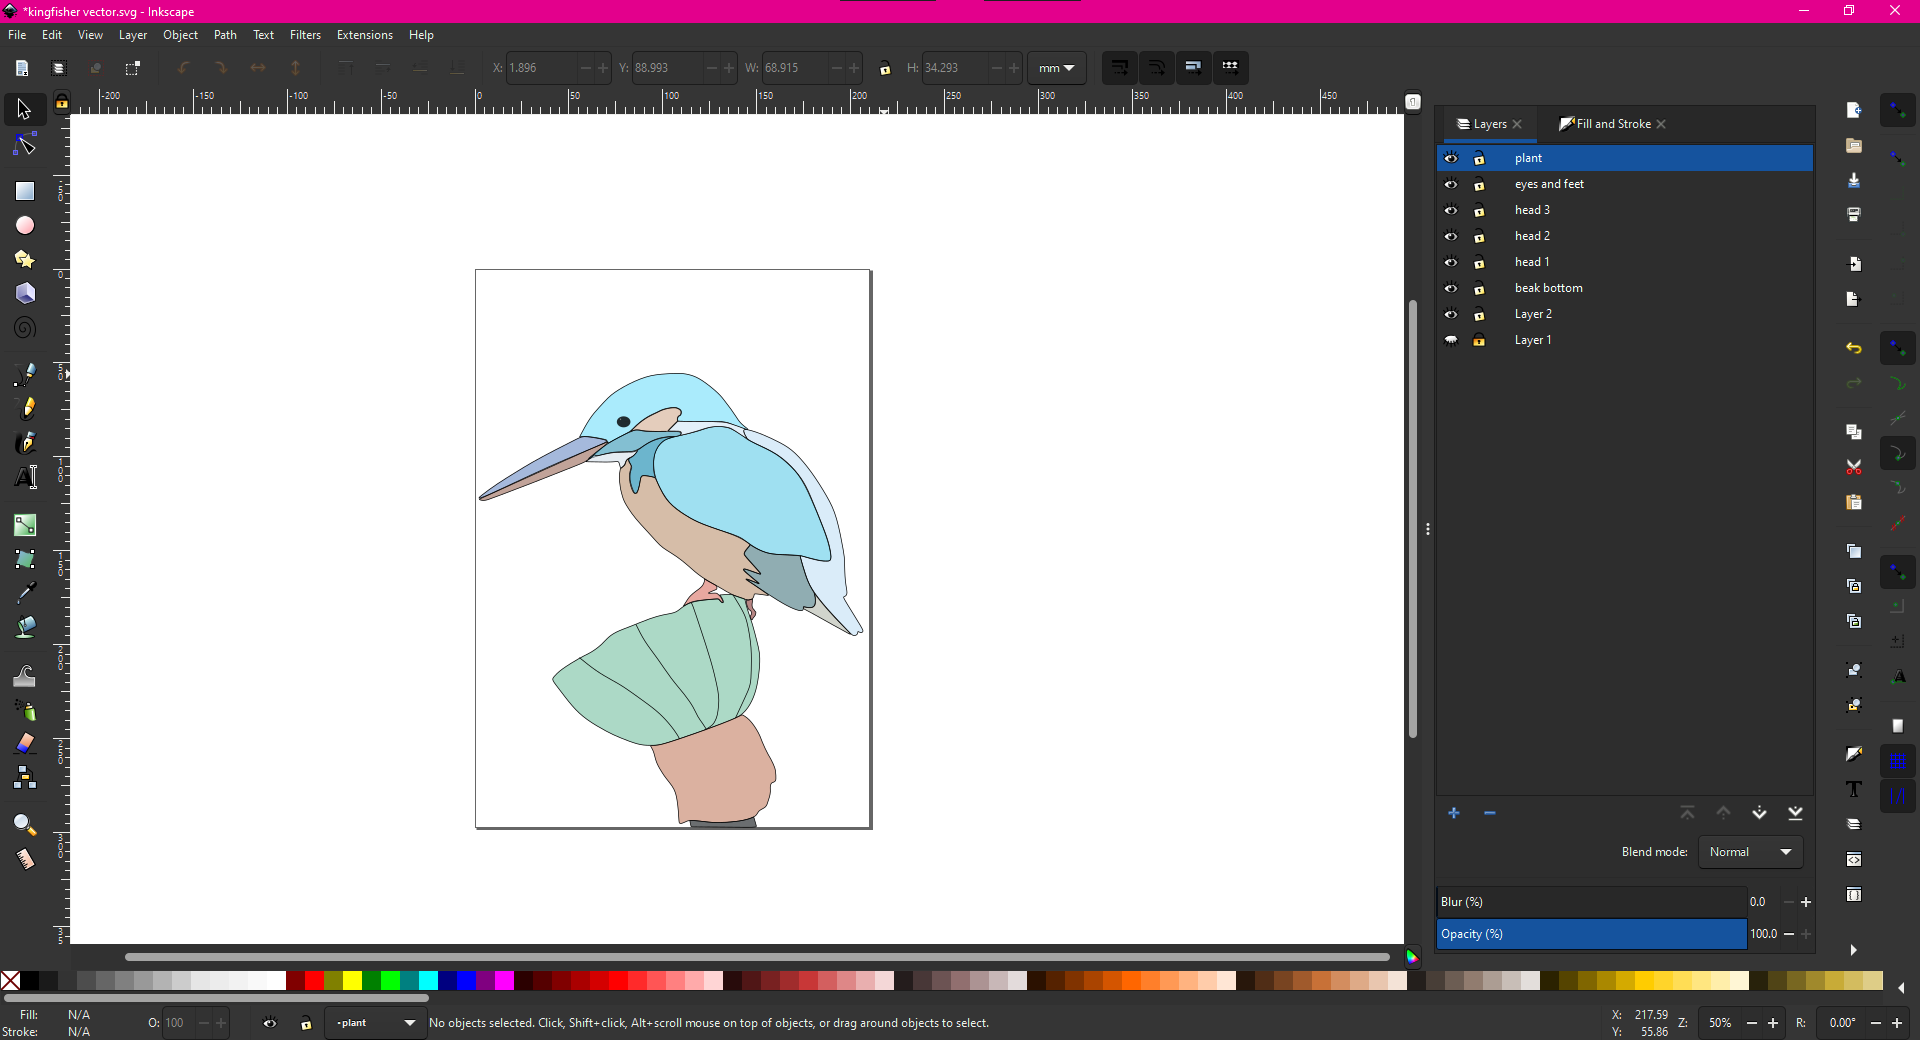 *kingfisher vector.svg - Inkscape
File Edit View Layer Object Path Text Filters Extensions Help
X: 1.896 Y: 88.993 W: 68.915 H: 34.293 mm
-200 -150 -100 -50 0 50 100 150 200 250 300 350 400 450
Layers Fill and Stroke
plant
eyes and feet
head 3
head 2
head 1
beak bottom
Layer 2
Layer 1
Blend mode: Normal
Blur (%) 0.0
Opacity (%) 100.0
Fill: N/A
Stroke: N/A
O: 100
•plant
No objects selected. Click, Shift+click, Alt+scroll mouse on top of objects, or drag around objects to select.
X: 217.59
Y: 55.86
Z: 50%
R: 0.00°